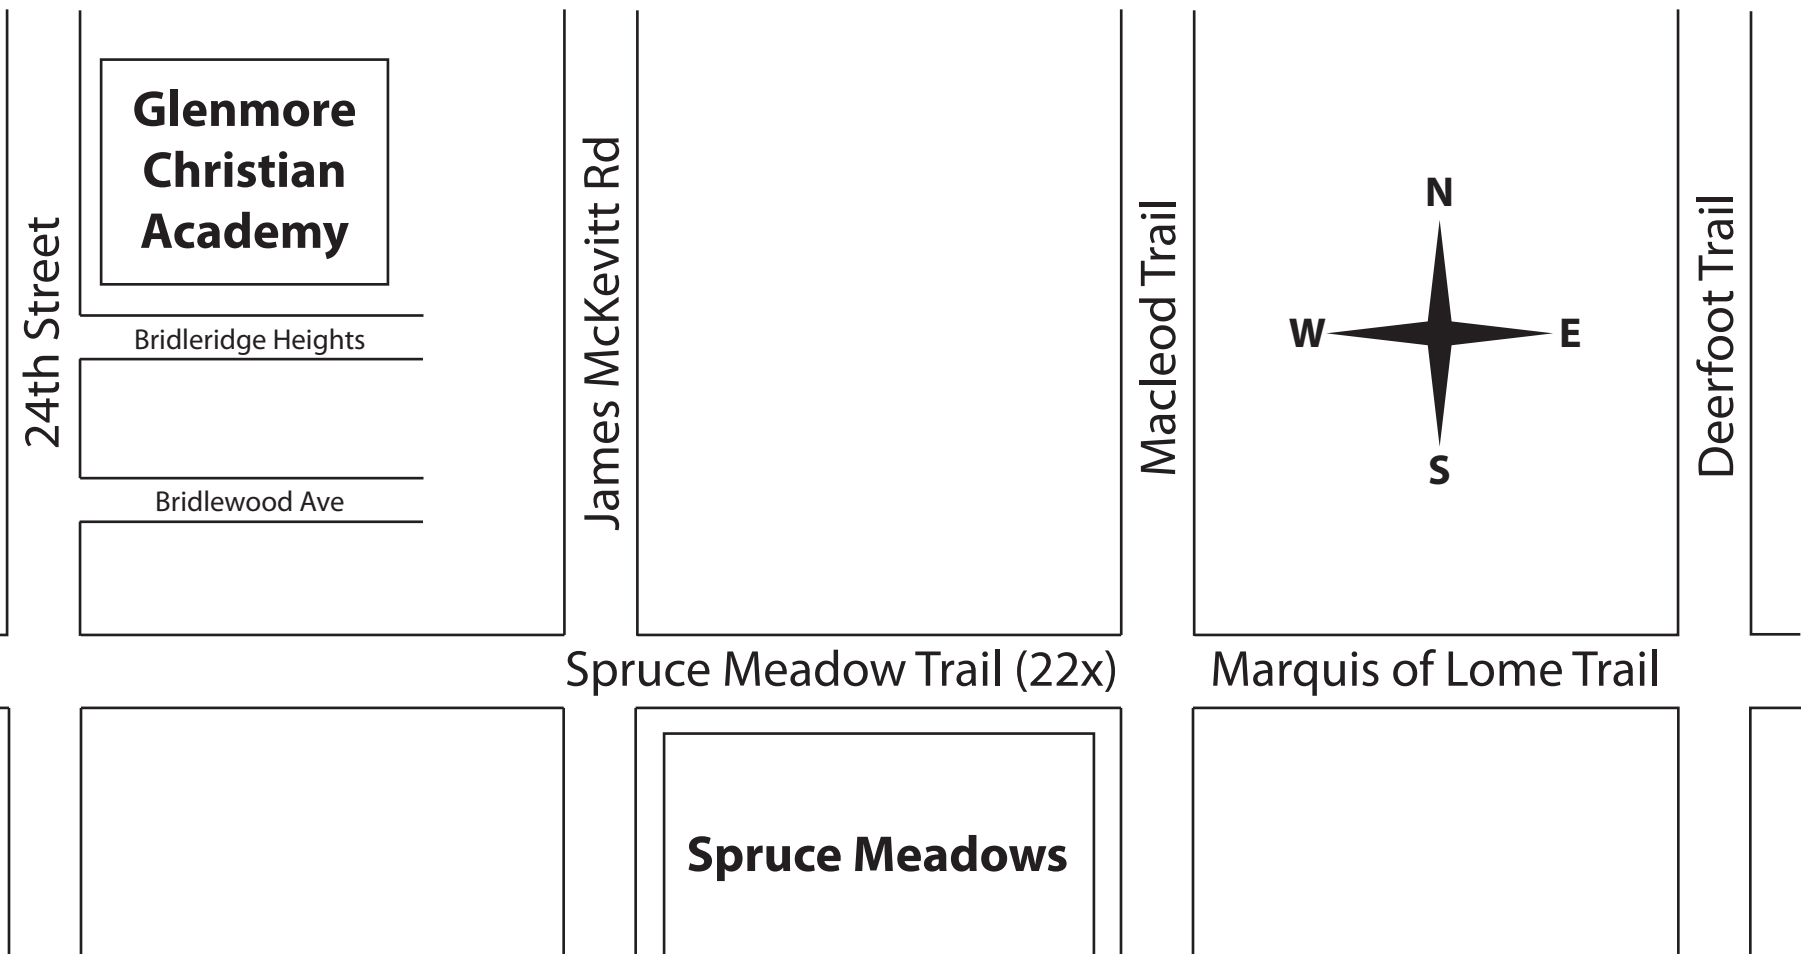 Glenmore
Christian
Academy
24th Street
Bridleridge Heights
Bridlewood Ave
James McKevitt Rd
Macleod Trail
N
W
E
S
Deerfoot Trail
Spruce Meadow Trail (22x)
Marquis of Lome Trail
Spruce Meadows